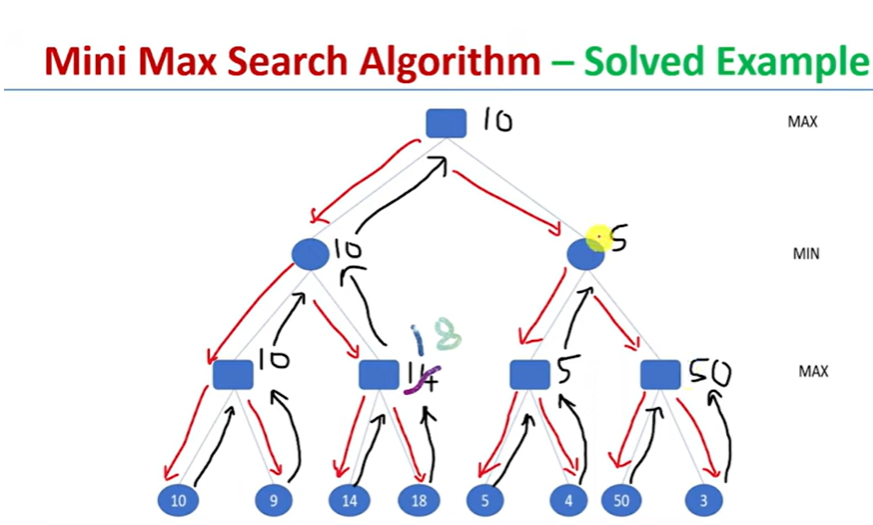 Mini Max Search Algorithm – Solved Example
10 MAX
10 5 MIN
18
10 14 5 50 MAX
10 9 14 18 5 4 50 3